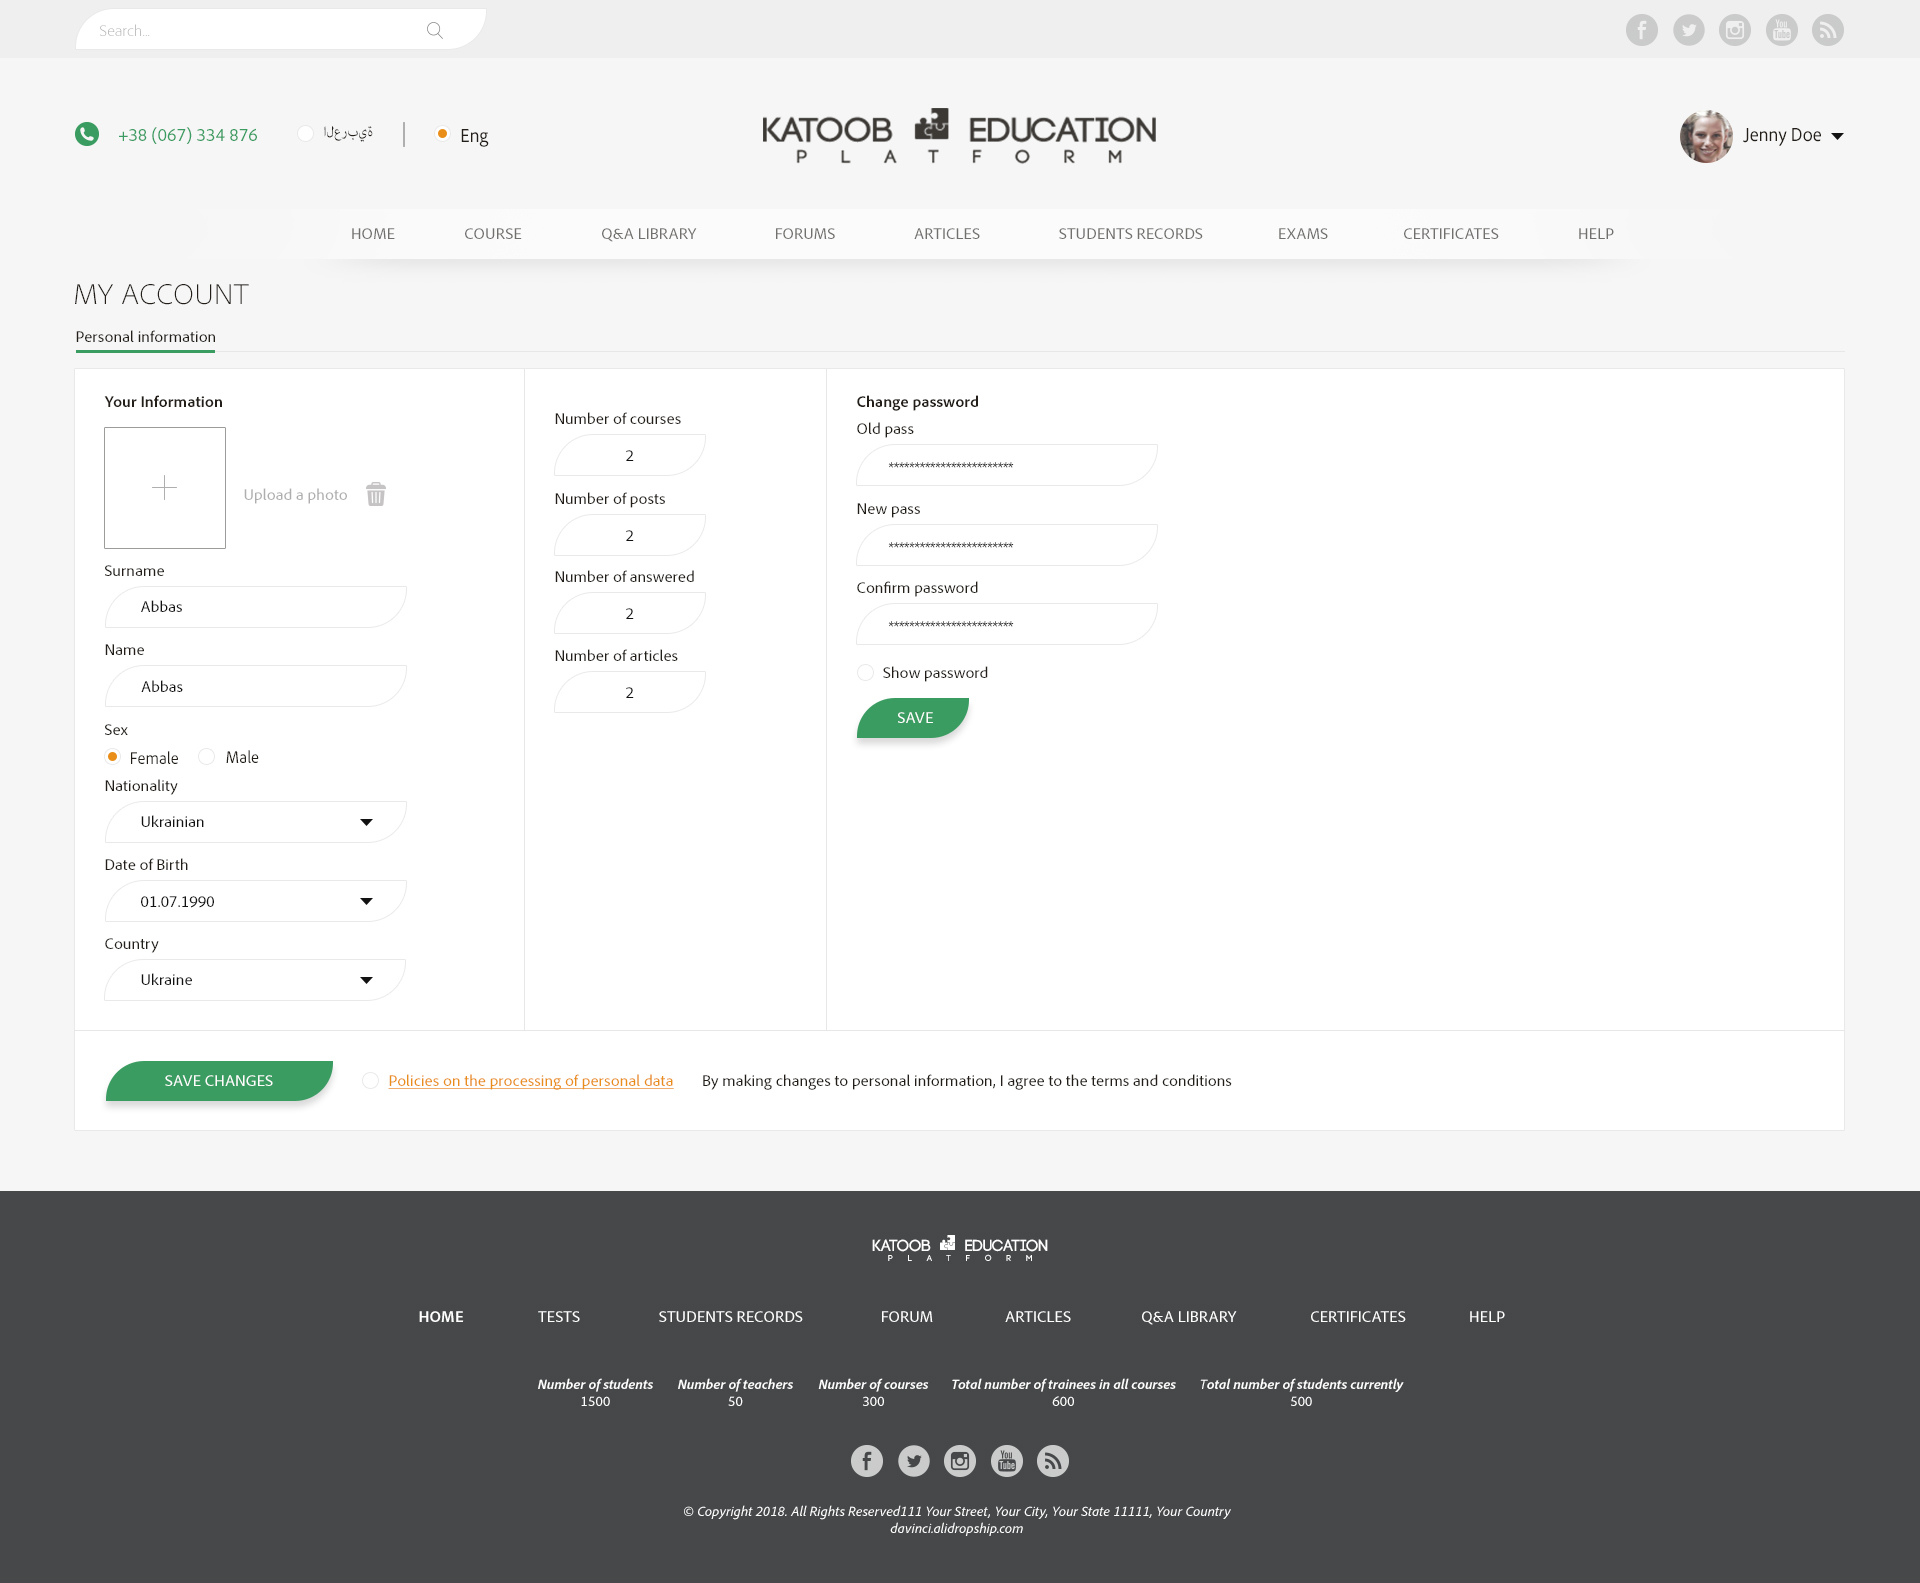 Search...
+38 (067) 334 876
العربية
Eng
KATOOB EDUCATION
PLATFORM
Jenny Doe
HOME COURSE Q&A LIBRARY FORUMS ARTICLES STUDENTS RECORDS EXAMS CERTIFICATES HELP
MY ACCOUNT
Personal information
Your Information
Upload a photo
Surname
Abbas
Name
Abbas
Sex
Female Male
Nationality
Ukrainian
Date of Birth
01.07.1990
Country
Ukraine
Number of courses
2
Number of posts
2
Number of answered
2
Number of articles
2
Change password
Old pass
************************
New pass
************************
Confirm password
************************
Show password
SAVE
SAVE CHANGES
Policies on the processing of personal data
By making changes to personal information, I agree to the terms and conditions
KATOOB EDUCATION
PLATFORM
HOME TESTS STUDENTS RECORDS FORUM ARTICLES Q&A LIBRARY CERTIFICATES HELP
Number of students Number of teachers Number of courses Total number of trainees in all courses Total number of students currently
1500 50 300 600 500
You Tube
© Copyright 2018. All Rights Reserved111 Your Street, Your City, Your State 11111, Your Country
davinci.alidropship.com